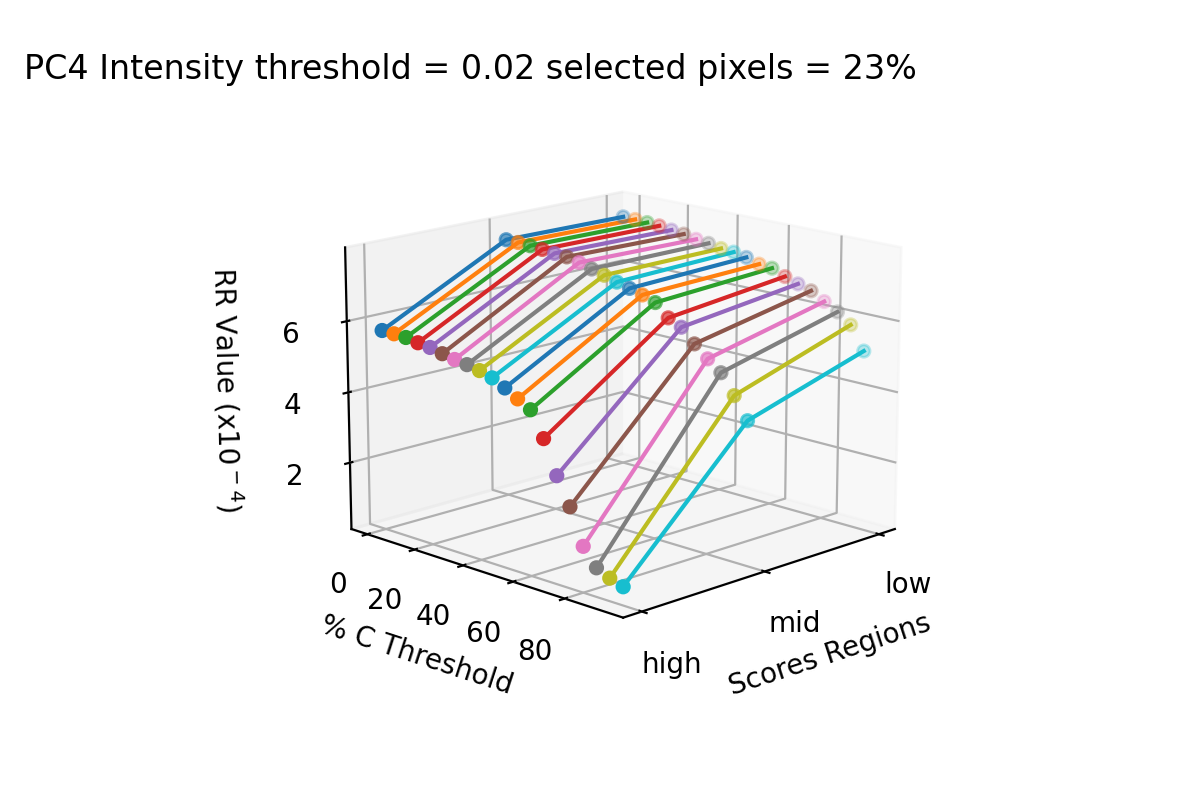 PC4 Intensity threshold = 0.02 selected pixels = 23%
RR Value (x10⁻⁴)
6
4
2
0
20
40
60
80
% C Threshold
high
mid
low
Scores Regions